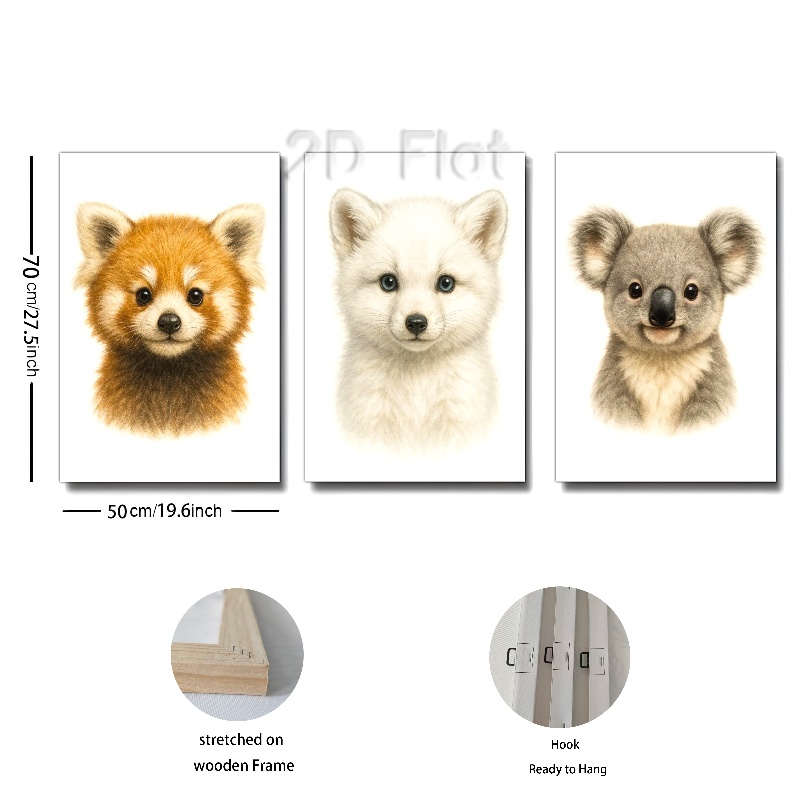 2D Flat
70 cm/27.5inch
50cm/19.6inch
stretched on
wooden Frame
Hook
Ready to Hang